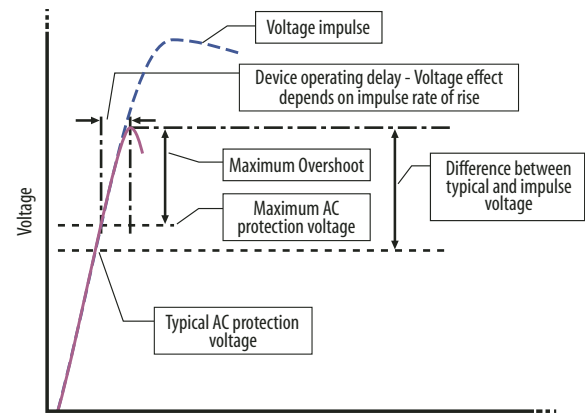 Voltage impulse
Device operating delay - Voltage effect
depends on impulse rate of rise
Maximum Overshoot
Difference between
typical and impulse
voltage
Maximum AC
protection voltage
Typical AC protection
voltage
Voltage